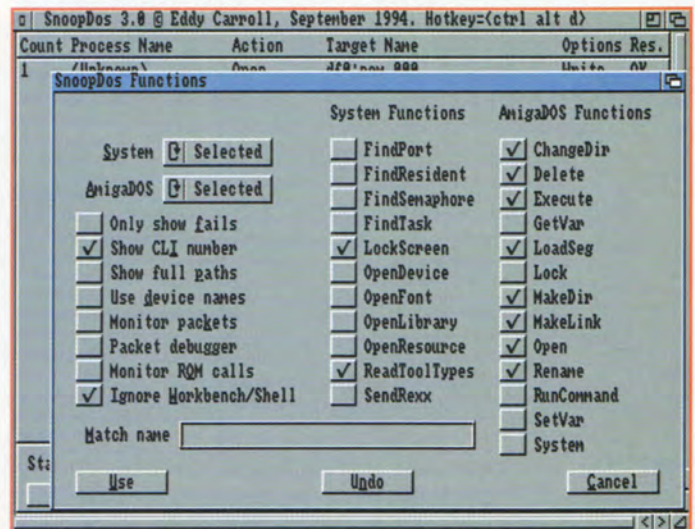 SnoopDos 3.0 © Eddy Carroll, September 1994. Hotkey=<ctrl alt d>
Count Process Name Action Target Name Options Res.
1
SnoopDos Functions
System Functions AmigaDOS Functions
System Selected
AmigaDOS Selected
Only show fails
Show CLI number
Show full paths
Use device names
Monitor packets
Packet debugger
Monitor ROM calls
Ignore Workbench/Shell
Match name
FindPort
FindResident
FindSemaphore
FindTask
LockScreen
OpenDevice
OpenFont
OpenLibrary
OpenResource
ReadToolTypes
SendRexx
ChangeDir
Delete
Execute
GetVar
LoadSeg
Lock
MakeDir
MakeLink
Open
Rename
RunCommand
SetVar
System
Sta
Use Undo Cancel